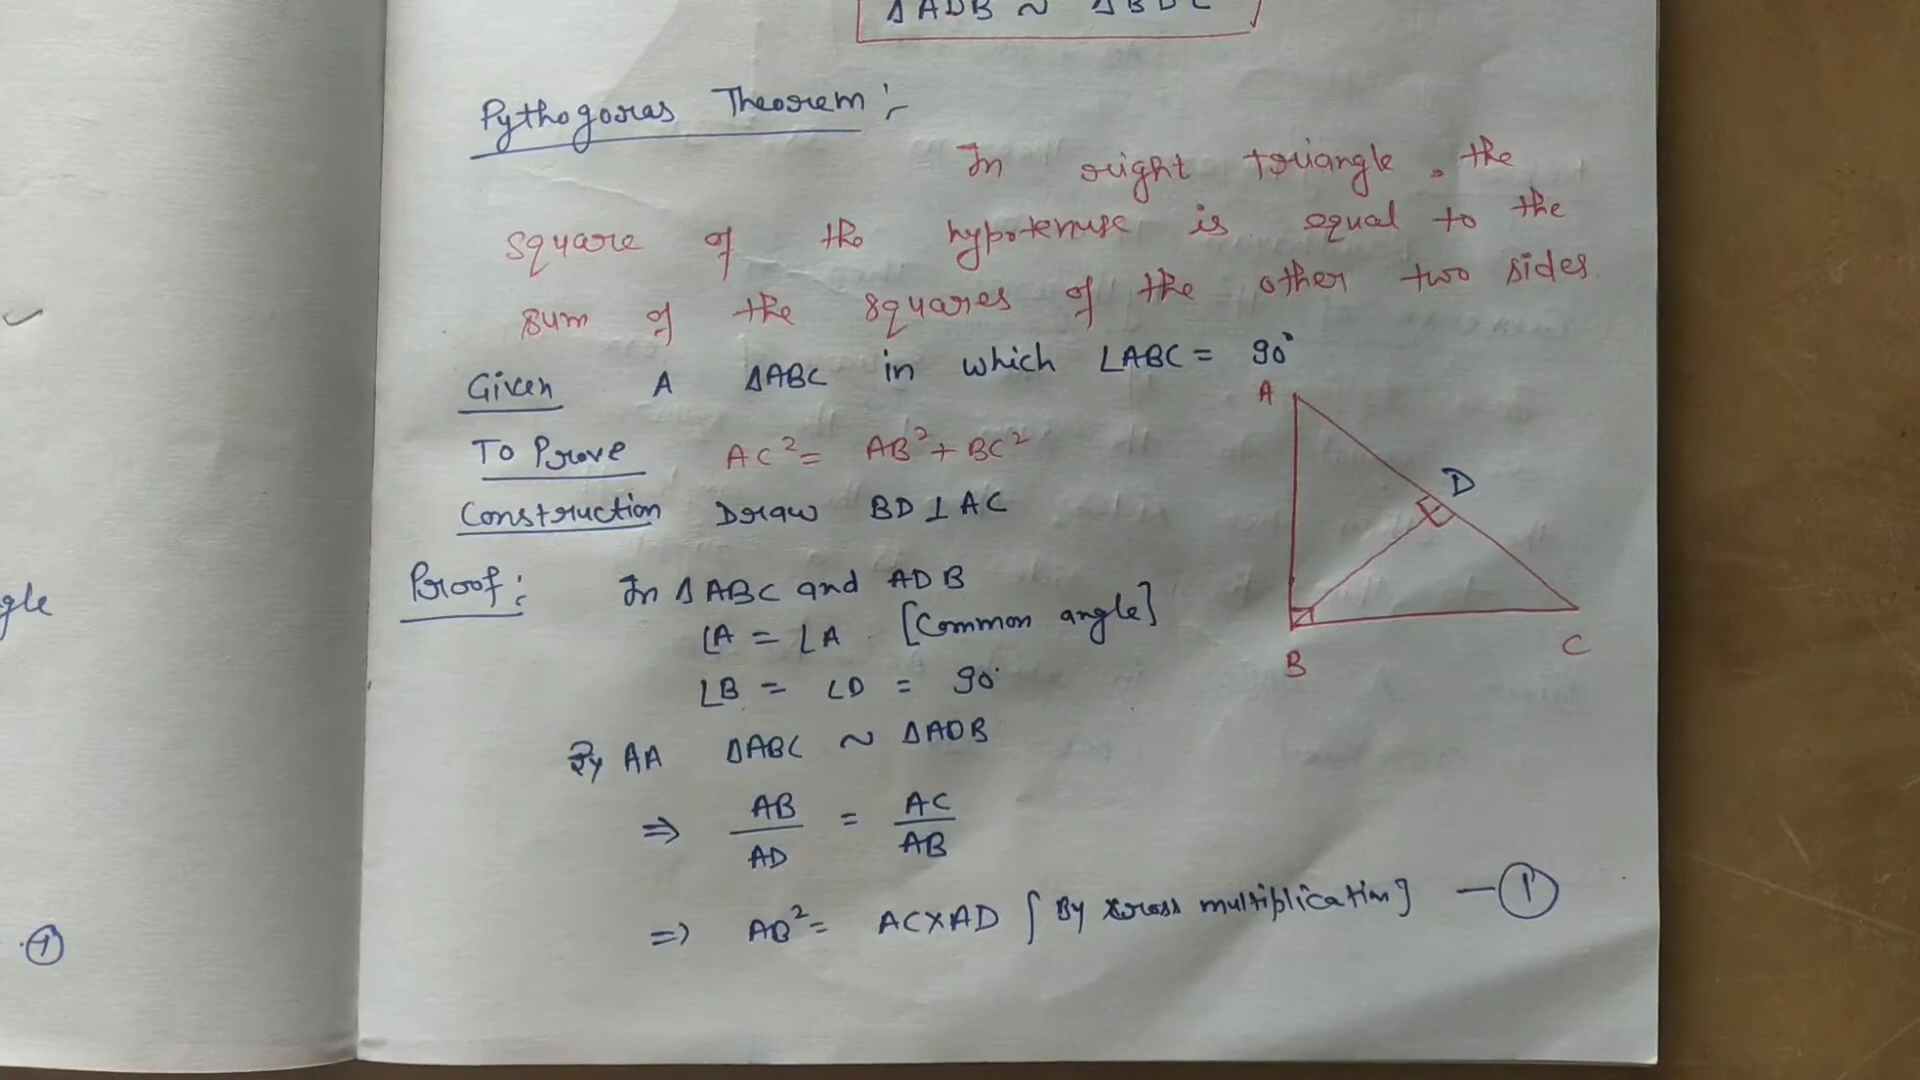 ΔADB ~ ΔBDC
Pythogoras Theorem :-
In right triangle, the
square of the hypotenuse is equal to the
sum of the squares of the other two sides.
Given A ΔABC in which ∠ABC = 90°
To Prove AC² = AB² + BC²
Construction Draw BD ⊥ AC
A
D
B
C
Proof : In ΔABC and ADB
∠A = ∠A [Common angle]
∠B = ∠D = 90°
By AA ΔABC ~ ΔADB
⇒ AB/AD = AC/AB
⇒ AB² = AC×AD [By cross multiplication] —①
gle
①